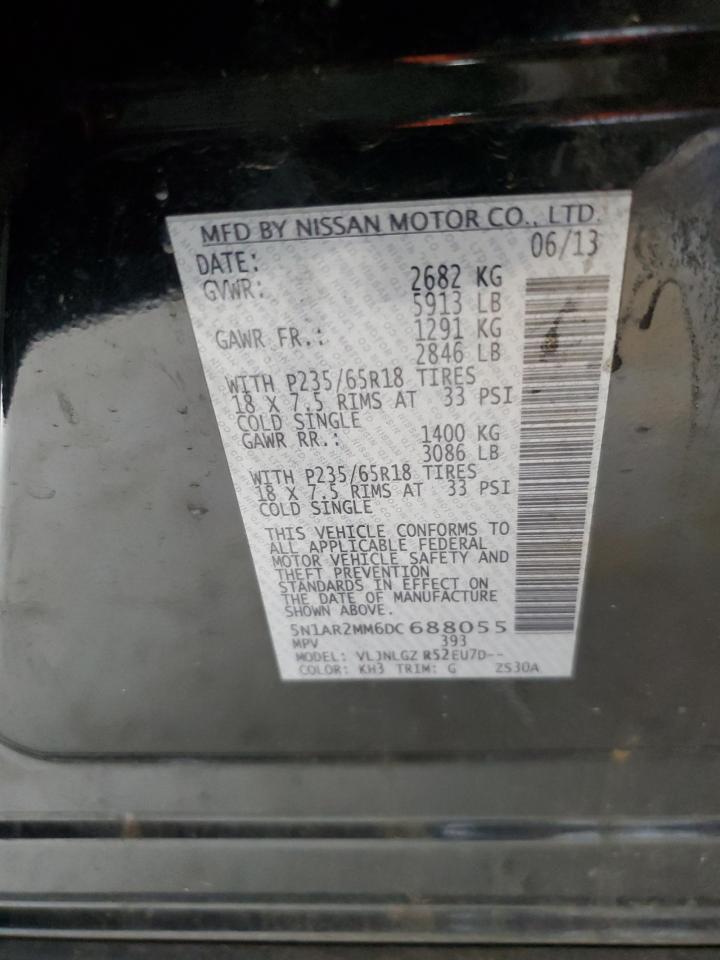 MFD BY NISSAN MOTOR CO., LTD.
DATE: 06/13
GVWR: 2682 KG
5913 LB
GAWR FR.: 1291 KG
2846 LB
WITH P235/65R18 TIRES
18 X 7.5 RIMS AT 33 PSI
COLD SINGLE
GAWR RR.: 1400 KG
3086 LB
WITH P235/65R18 TIRES
18 X 7.5 RIMS AT 33 PSI
COLD SINGLE
THIS VEHICLE CONFORMS TO
ALL APPLICABLE FEDERAL
MOTOR VEHICLE SAFETY AND
THEFT PREVENTION
STANDARDS IN EFFECT ON
THE DATE OF MANUFACTURE
SHOWN ABOVE.
5N1AR2MM6DC688055
MPV 393
MODEL: VLJNLGZ R52EU7D--
COLOR: KH3 TRIM: G ZS30A